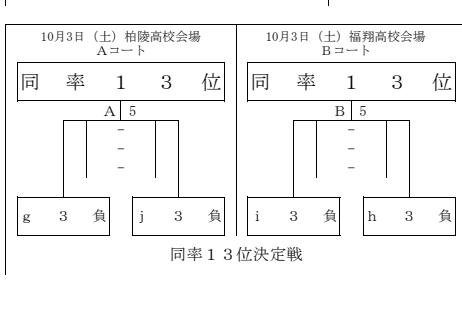 10月3日（土）柏陵高校会場
Aコート
同率１３位
A 5
－
－
－
g 3 負
j 3 負
10月3日（土）福翔高校会場
Bコート
同率１３位
B 5
－
－
－
i 3 負
h 3 負
同率１３位決定戦